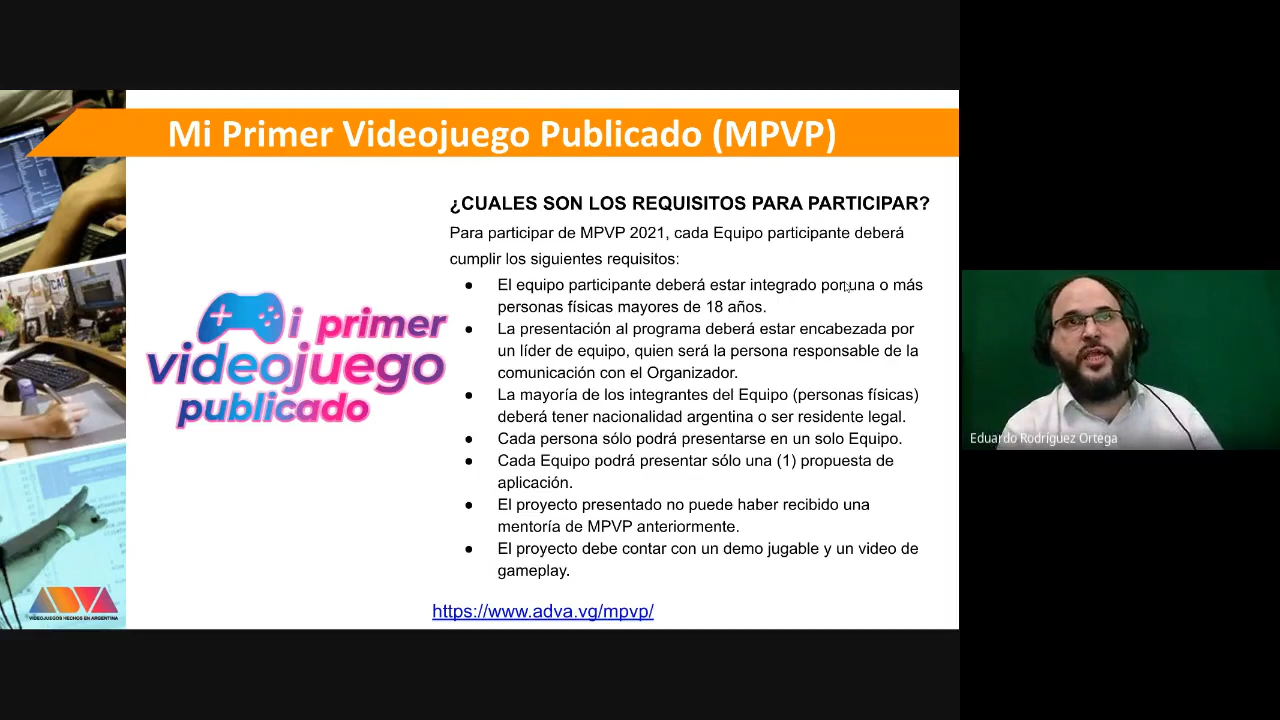 Mi Primer Videojuego Publicado (MPVP)
¿CUALES SON LOS REQUISITOS PARA PARTICIPAR?
Para participar de MPVP 2021, cada Equipo participante deberá
cumplir los siguientes requisitos:
● El equipo participante deberá estar integrado por una o más
personas físicas mayores de 18 años.
● La presentación al programa deberá estar encabezada por
un líder de equipo, quien será la persona responsable de la
comunicación con el Organizador.
● La mayoría de los integrantes del Equipo (personas físicas)
deberá tener nacionalidad argentina o ser residente legal.
● Cada persona sólo podrá presentarse en un solo Equipo.
● Cada Equipo podrá presentar sólo una (1) propuesta de
aplicación.
● El proyecto presentado no puede haber recibido una
mentoría de MPVP anteriormente.
● El proyecto debe contar con un demo jugable y un video de
gameplay.
https://www.adva.vg/mpvp/
i primer
videojuego
publicado
ADVA
VIDEOJUEGOS HECHOS EN ARGENTINA
Eduardo Rodríguez Ortega